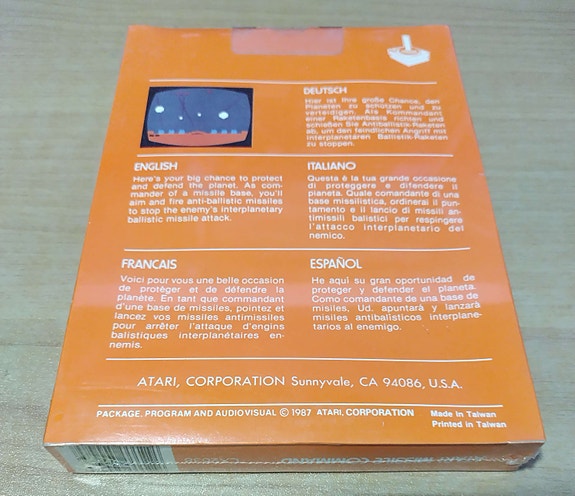 DEUTSCH
Hier ist Ihre große Chance, den
Planeten zu schützen und zu
verteidigen. Als Kommandant
einer Raketenbasis richten und
schießen Sie Antiballistik-Raketen
ab, um den feindlichen Angriff mit
interplanetären Ballistik-Raketen
zu stoppen.
ENGLISH
Here's your big chance to protect
and defend the planet. As com-
mander of a missile base, you'll
aim and fire anti-ballistic missiles
to stop the enemy's interplanetary
ballistic missile attack.
ITALIANO
Questa é la tua grande occasione
di proteggere e difendere il
pianeta. Quale comandante di una
base missilistica, ordinerai il pun-
tamento e il lancio di missili an-
timissili balistici per respingere
l'attacco interplanetario del
nemico.
FRANCAIS
Voici pour vous une belle occasion
de protéger et de défendre la
planète. En tant que commandant
d'une base de missiles, pointez et
lancez vos missiles antimissiles
pour arrêter l'attaque d'engins
balistiques interplanétaires en-
nemis.
ESPAÑOL
He aquí su gran oportunidad de
proteger y defender el planeta.
Como comandante de una base de
misiles, Ud. apuntará y lanzará
misiles antibalísticos interplane-
tarios al enemigo.
ATARI, CORPORATION Sunnyvale, CA 94086, U.S.A.
PACKAGE, PROGRAM AND AUDIOVISUAL © 1987 ATARI, CORPORATION
Made in Taiwan
Printed in Taiwan
MISSILE COMMAND